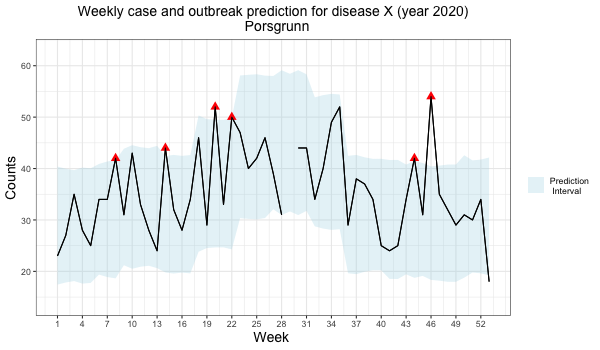 Weekly case and outbreak prediction for disease X (year 2020)
Porsgrunn
60
50
40
30
20
Counts
1 4 7 10 13 16 19 22 25 28 31 34 37 40 43 46 49 52
Week
Prediction
Interval